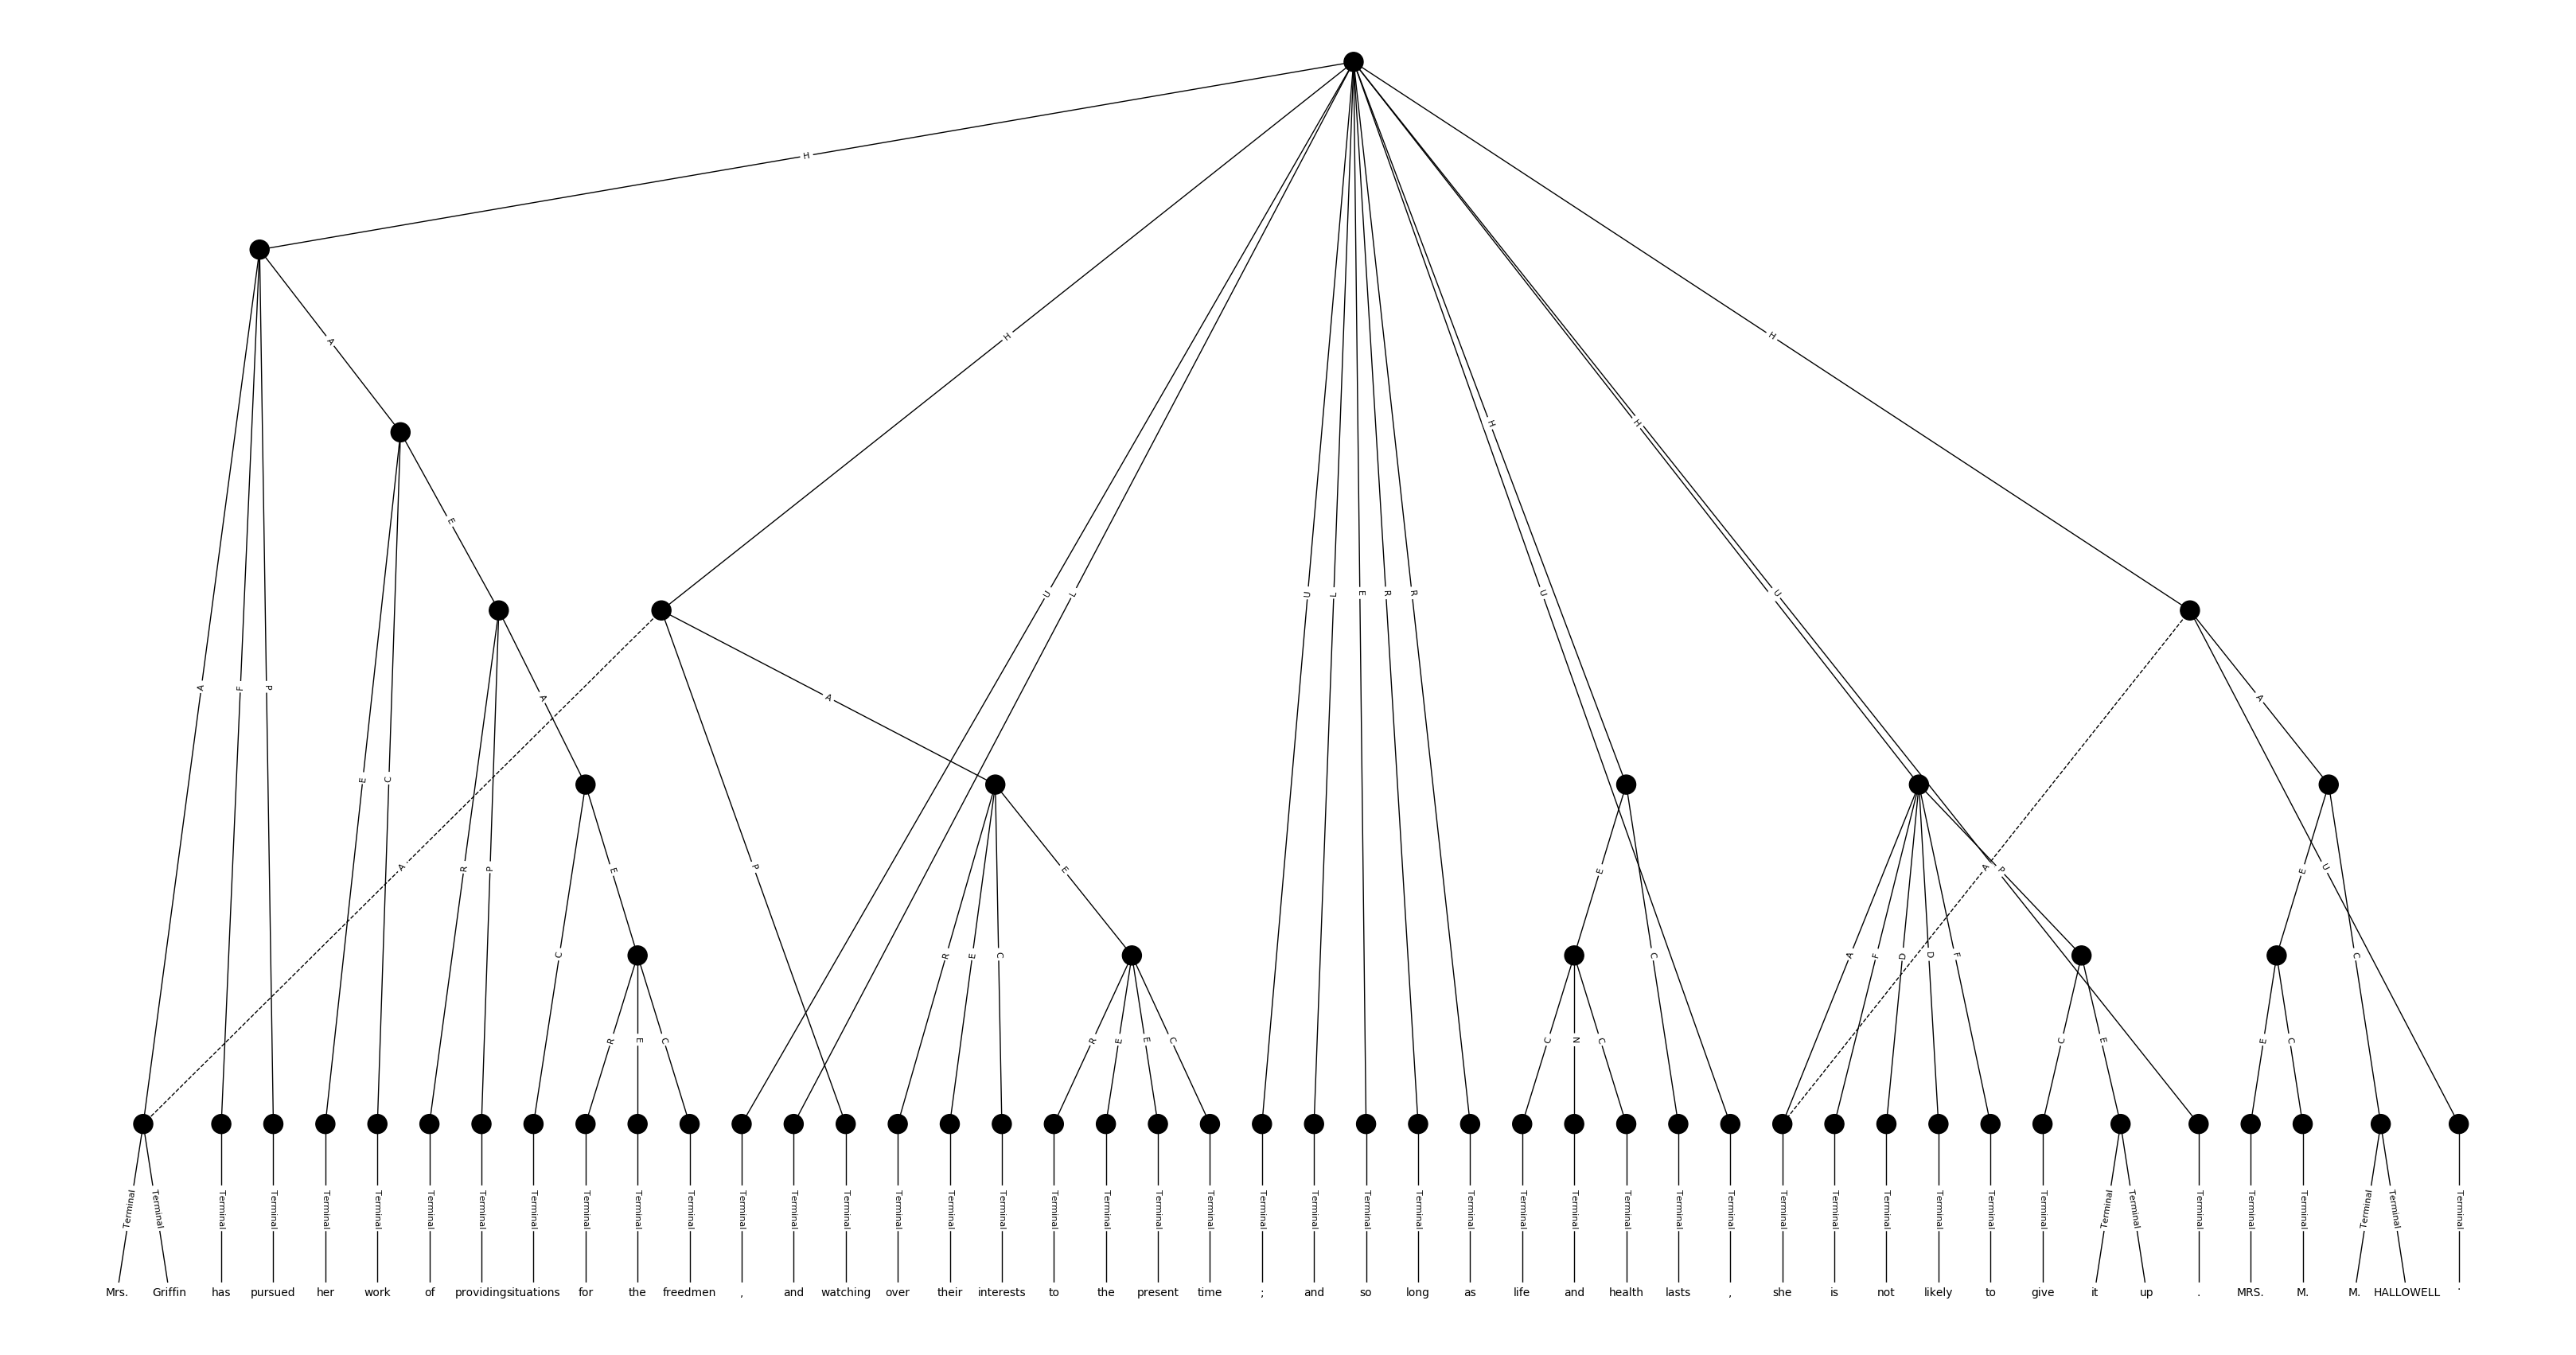 H
H
H
A
H
H
E
U
L
U
L
E
R
R
U
U
A
F
P
A
A
A
E
C
R
P
A
P
E
E
A
P
U
E
C
E
C
R
E
C
C
A
F
D
D
F
C
R
E
C
R
E
E
C
C
N
C
C
E
E
C
Terminal Terminal Terminal Terminal Terminal Terminal Terminal Terminal Terminal Terminal Terminal Terminal Terminal Terminal Terminal Terminal Terminal Terminal Terminal Terminal Terminal Terminal Terminal Terminal Terminal Terminal Terminal Terminal Terminal Terminal Terminal Terminal Terminal Terminal Terminal Terminal Terminal Terminal Terminal Terminal Terminal Terminal Terminal Terminal Terminal Terminal
Mrs. Griffin has pursued her work of providing situations for the freedmen , and watching over their interests to the present time ; and so long as life and health lasts , she is not likely to give it up . MRS. M. M. HALLOWELL .